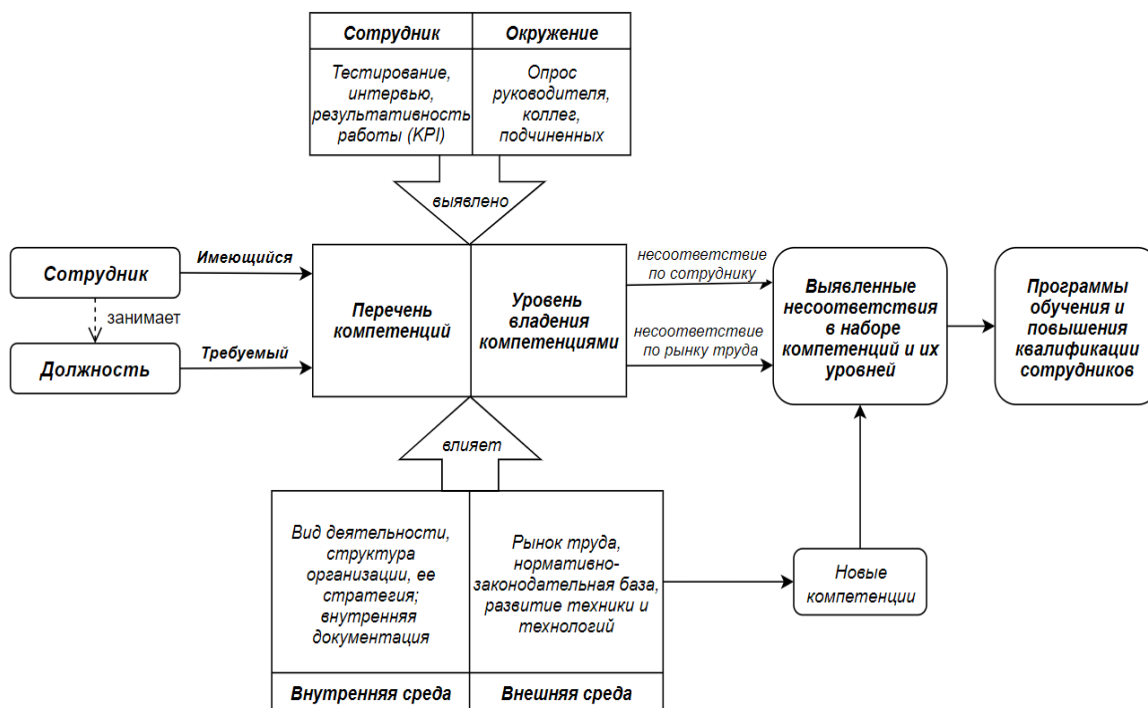 Сотрудник
Окружение
Тестирование,
интервью,
результативность
работы (KPI)
Опрос
руководителя,
коллег,
подчиненных
выявлено
Сотрудник
занимает
Должность
Имеющийся
Требуемый
Перечень
компетенций
Уровень
владения
компетенциями
несоответствие
по сотруднику
несоответствие
по рынку труда
Выявленные
несоответствия
в наборе
компетенций и их
уровней
Программы
обучения и
повышения
квалификации
сотрудников
влияет
Вид деятельности,
структура
организации, ее
стратегия;
внутренняя
документация
Рынок труда,
нормативно-
законодательная база,
развитие техники и
технологий
Новые
компетенции
Внутренняя среда
Внешняя среда